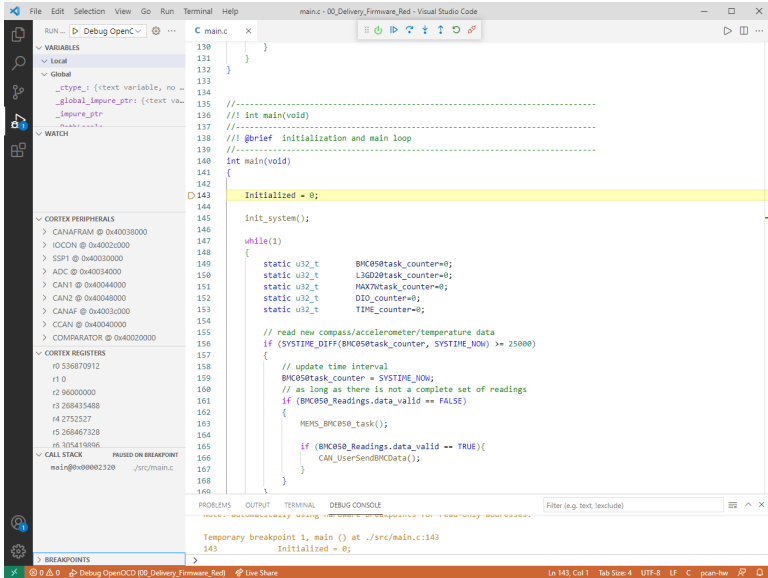 File Edit Selection View Go Run Terminal Help
main.c - 00_Delivery_Firmware_Red - Visual Studio Code
RUN ... Debug OpenC
VARIABLES
Local
Global
_ctype_: {<text variable, no ...
_global_impure_ptr: {<text va...
_impure_ptr
WATCH
CORTEX PERIPHERALS
CANAFRAM @ 0x40038000
IOCON @ 0x4002c000
SSP1 @ 0x40030000
ADC @ 0x40034000
CAN1 @ 0x40044000
CAN2 @ 0x40048000
CANAF @ 0x4003c000
CCAN @ 0x40040000
COMPARATOR @ 0x40020000
CORTEX REGISTERS
r0 536870912
r1 0
r2 96000000
r3 268435488
r4 2752527
r5 268467328
r6 305419896
CALL STACK PAUSED ON BREAKPOINT
main@0x00002320 ./src/main.c
BREAKPOINTS
C main.c
130 }
131 }
132 }
133
134
135 //--------------------------------------------------------------------------------
136 //! int main(void)
137 //--------------------------------------------------------------------------------
138 //! @brief initialization and main loop
139 //--------------------------------------------------------------------------------
140 int main(void)
141 {
142
143 Initialized = 0;
144
145 init_system();
146
147 while(1)
148 {
149 static u32_t BMC050task_counter=0;
150 static u32_t L3GD20task_counter=0;
151 static u32_t MAX7Wtask_counter=0;
152 static u32_t DIO_counter=0;
153 static u32_t TIME_counter=0;
154
155 // read new compass/accelerometer/temperature data
156 if (SYSTIME_DIFF(BMC050task_counter, SYSTIME_NOW) >= 25000)
157 {
158 // update time interval
159 BMC050task_counter = SYSTIME_NOW;
160 // as long as there is not a complete set of readings
161 if (BMC050_Readings.data_valid == FALSE)
162 {
163 MEMS_BMC050_task();
164
165 if (BMC050_Readings.data_valid == TRUE){
166 CAN_UserSendBMCData();
167 }
168 }
169 }
PROBLEMS OUTPUT TERMINAL DEBUG CONSOLE Filter (e.g. text, !exclude)
Note: automatically using hardware breakpoints for read-only addresses.
Temporary breakpoint 1, main () at ./src/main.c:143
143 Initialized = 0;
0 0 Debug OpenOCD (00_Delivery_Firmware_Red) Live Share Ln 143, Col 1 Tab Size: 4 UTF-8 LF C pcan-hw